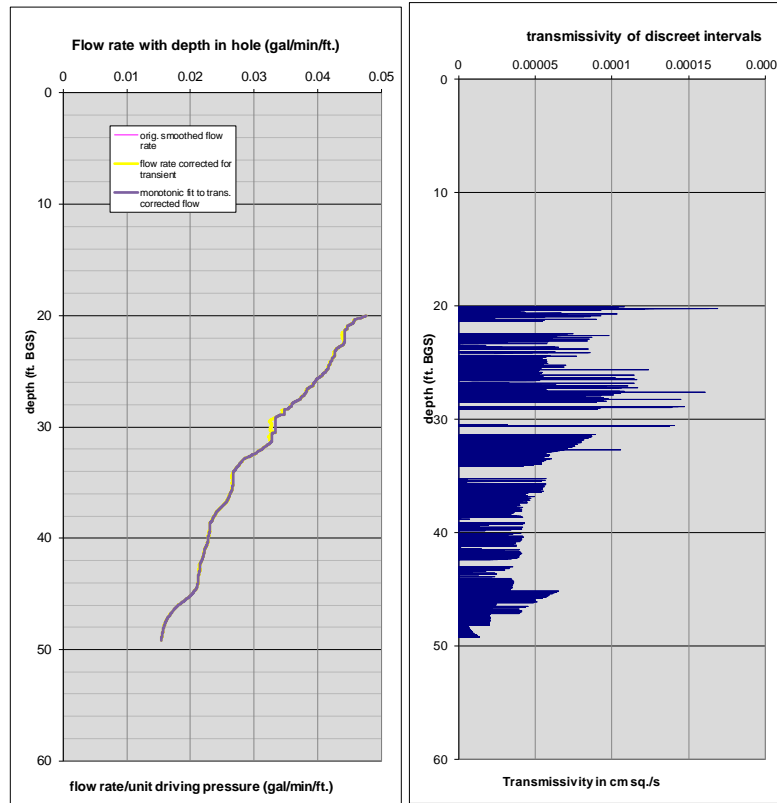 Flow rate with depth in hole (gal/min/ft.)
0 0.01 0.02 0.03 0.04 0.05
0
10
20
30
40
50
60
depth (ft. BGS)
orig. smoothed flow
rate
flow rate corrected for
transient
monotonic fit to trans.
corrected flow
flow rate/unit driving pressure (gal/min/ft.)
transmissivity of discreet intervals
0 0.00005 0.0001 0.00015 0.000
0
10
20
30
40
50
60
depth (ft. BGS)
Transmissivity in cm sq./s